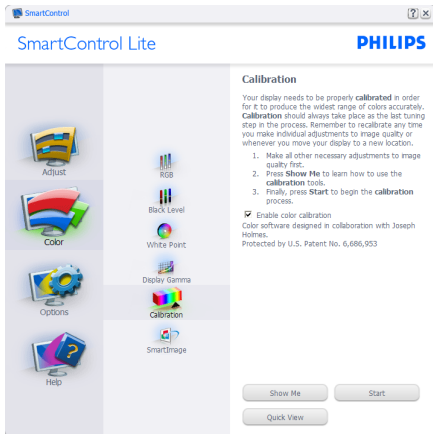 SmartControl
SmartControl Lite
PHILIPS
Adjust
Color
Options
Help
RGB
Black Level
White Point
Display Gamma
Calibration
SmartImage
Calibration
Your display needs to be properly calibrated in order
for it to produce the widest range of colors accurately.
Calibration should always take place as the last tuning
step in the process. Remember to recalibrate any time
you make individual adjustments to image quality or
whenever you move your display to a new location.
1. Make all other necessary adjustments to image
quality first.
2. Press Show Me to learn how to use the
calibration tools.
3. Finally, press Start to begin the calibration
process.
Enable color calibration
Color software designed in collaboration with Joseph
Holmes.
Protected by U.S. Patent No. 6,686,953
Show Me
Start
Quick View